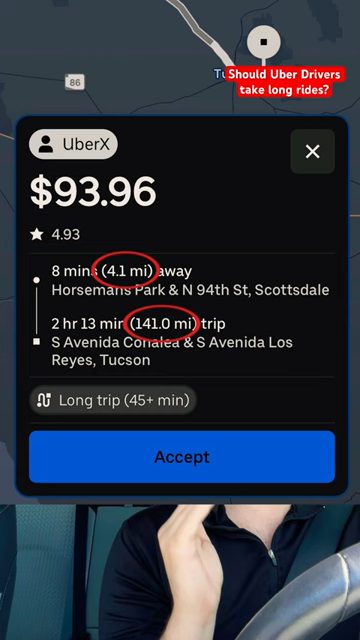 86
Should Uber Drivers
take long rides?
UberX
$93.96
4.93
8 mins (4.1 mi) away
Horsemans Park & N 94th St, Scottsdale
2 hr 13 min (141.0 mi) trip
S Avenida Conalea & S Avenida Los
Reyes, Tucson
Long trip (45+ min)
Accept